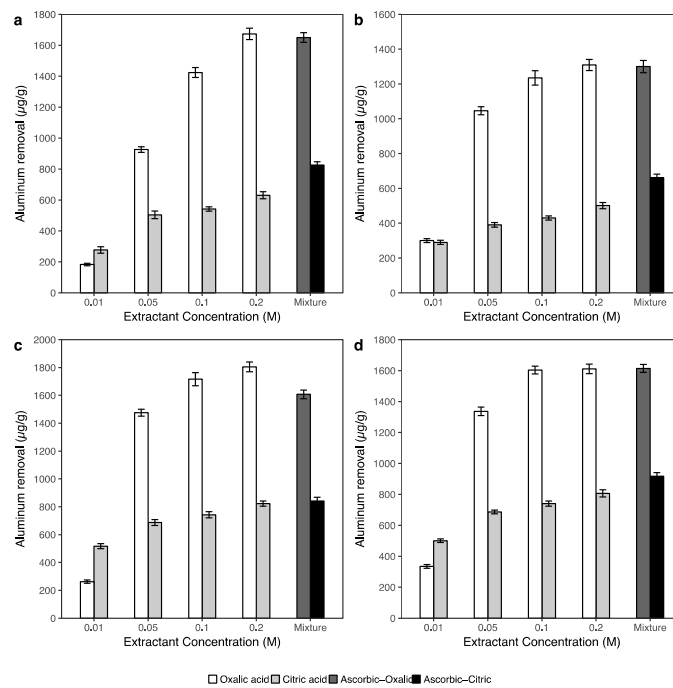 a
1800
1600
1400
1200
1000
800
600
400
200
0
Aluminum removal (µg/g)
0.01 0.05 0.1 0.2 Mixture
Extractant Concentration (M)
b
1600
1400
1200
1000
800
600
400
200
0
Aluminum removal (µg/g)
0.01 0.05 0.1 0.2 Mixture
Extractant Concentration (M)
c
2000
1800
1600
1400
1200
1000
800
600
400
200
0
Aluminum removal (µg/g)
0.01 0.05 0.1 0.2 Mixture
Extractant Concentration (M)
d
1800
1600
1400
1200
1000
800
600
400
200
0
Aluminum removal (µg/g)
0.01 0.05 0.1 0.2 Mixture
Extractant Concentration (M)
Oxalic acid Citric acid Ascorbic–Oxalic Ascorbic–Citric